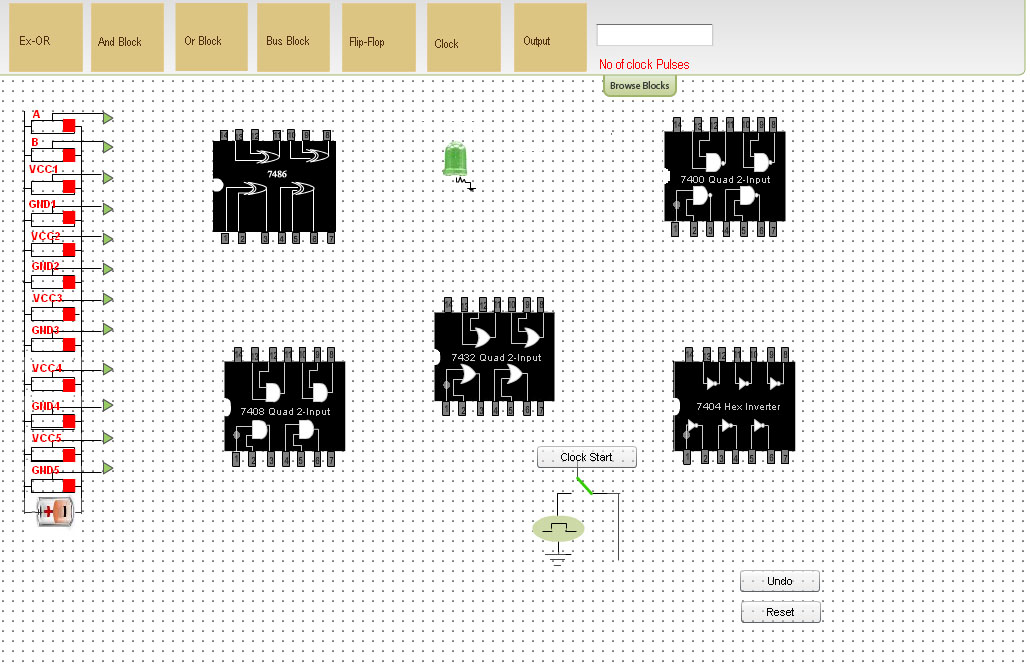 Ex-OR
And Block
Or Block
Bus Block
Flip-Flop
Clock
Output
No of clock Pulses
Browse Blocks
A
B
VCC1
GND1
VCC2
GND2
VCC3
GND3
VCC4
GND4
VCC5
GND5
7486
7400 Quad 2-Input
7432 Quad 2-Input
7408 Quad 2-Input
7404 Hex Inverter
Clock Start
Undo
Reset